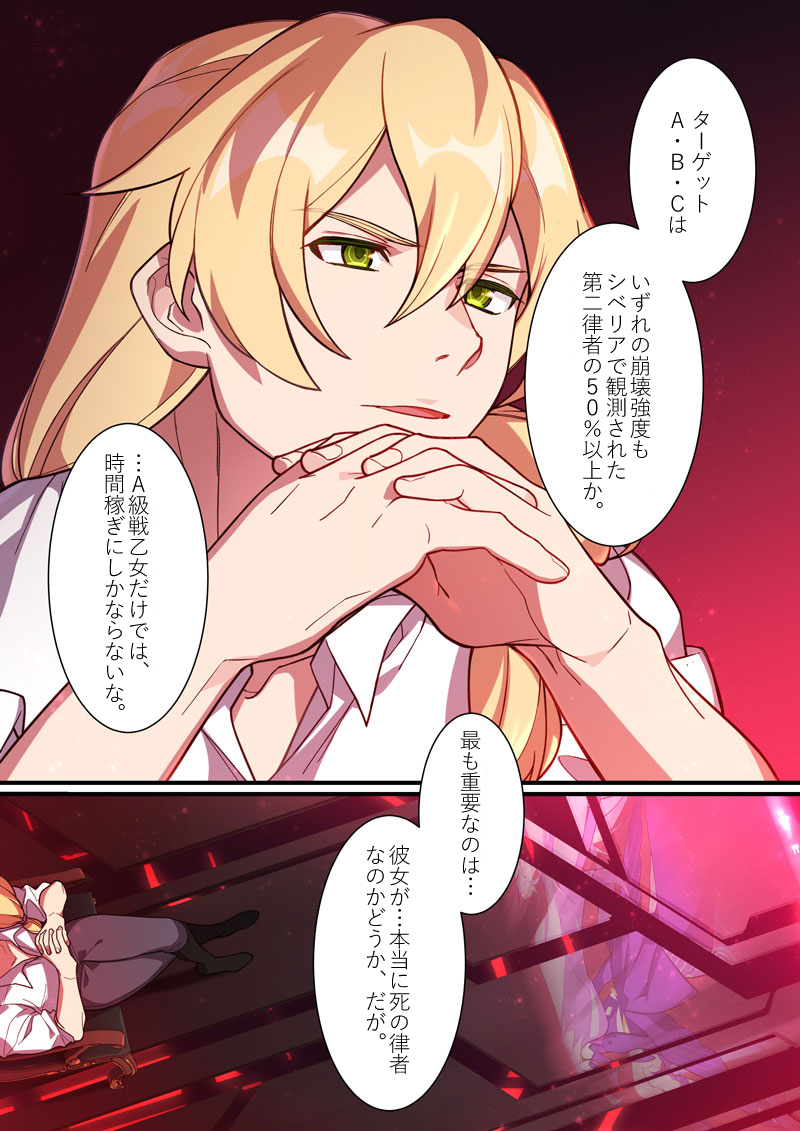 ターゲット
A・B・Cは
いずれの崩壊強度も
シベリアで観測された
第二律者の50%以上か。
…A級戦乙女だけでは、
時間稼ぎにしかならないな。
最も重要なのは…
彼女が…本当に死の律者
なのかどうか、だが。